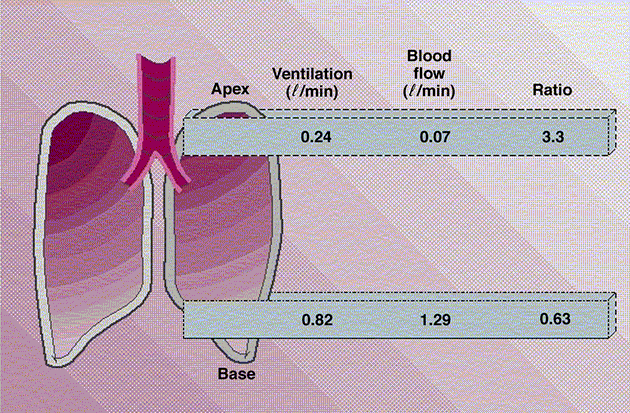 Apex
Ventilation
(ℓ/min)
Blood
flow
(ℓ/min)
Ratio
0.24 0.07 3.3
0.82 1.29 0.63
Base